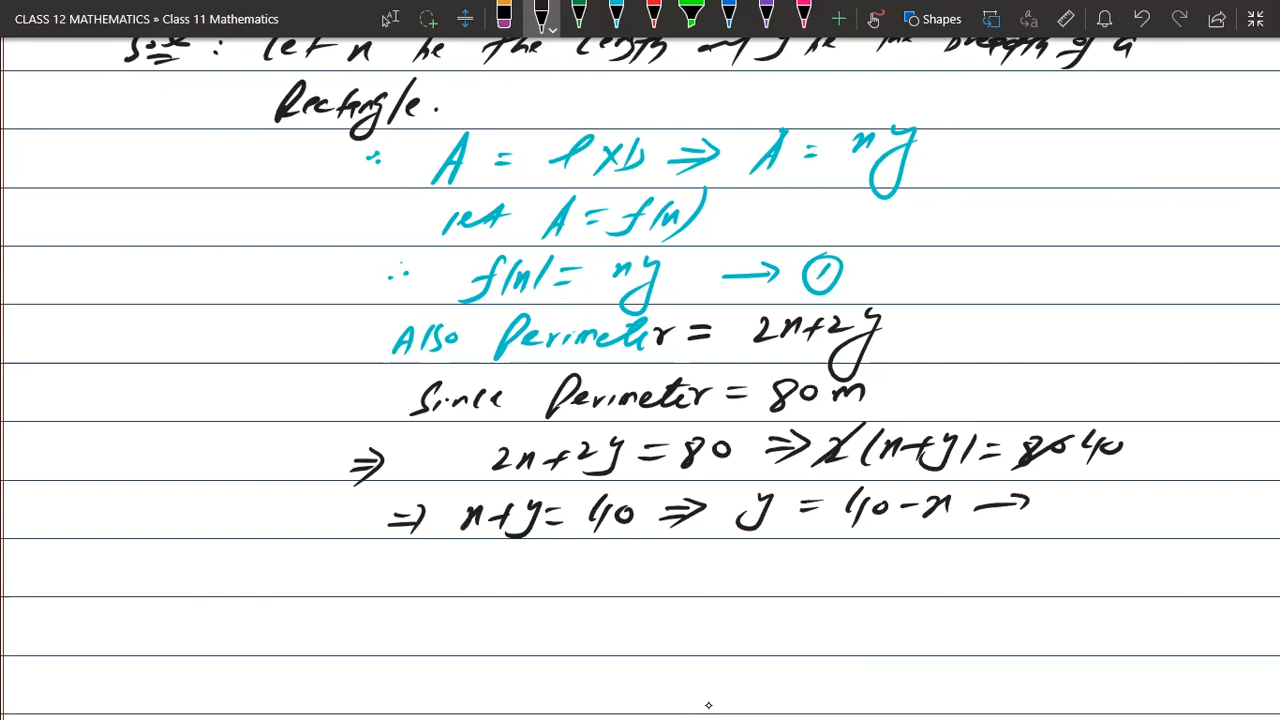 CLASS 12 MATHEMATICS » Class 11 Mathematics
Shapes
Sol : Let x be the length and y be the breadth of a
Rectangle.
∴ A = l × b ⇒ A = xy
let A = f(x)
∴ f(x) = xy → ①
Also Perimeter = 2x+2y
Since Perimeter = 80 m
⇒ 2x+2y = 80 ⇒ 2(x+y) = 80 40
⇒ x+y = 40 ⇒ y = 40-x →